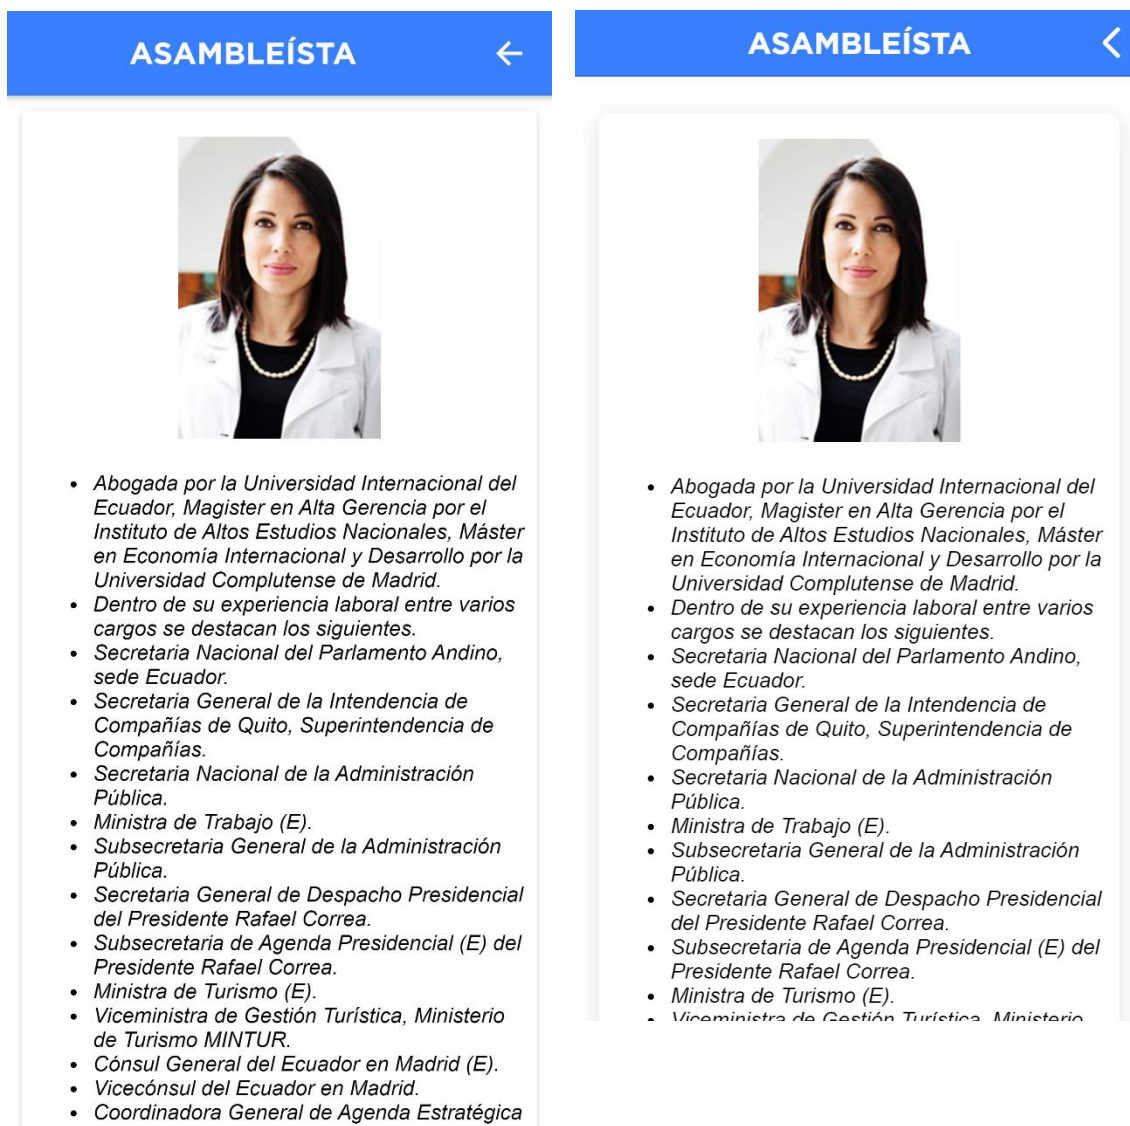 ASAMBLEÍSTA
• Abogada por la Universidad Internacional del
Ecuador, Magister en Alta Gerencia por el
Instituto de Altos Estudios Nacionales, Máster
en Economía Internacional y Desarrollo por la
Universidad Complutense de Madrid.
• Dentro de su experiencia laboral entre varios
cargos se destacan los siguientes.
• Secretaria Nacional del Parlamento Andino,
sede Ecuador.
• Secretaria General de la Intendencia de
Compañías de Quito, Superintendencia de
Compañías.
• Secretaria Nacional de la Administración
Pública.
• Ministra de Trabajo (E).
• Subsecretaria General de la Administración
Pública.
• Secretaria General de Despacho Presidencial
del Presidente Rafael Correa.
• Subsecretaria de Agenda Presidencial (E) del
Presidente Rafael Correa.
• Ministra de Turismo (E).
• Viceministra de Gestión Turística, Ministerio
de Turismo MINTUR.
• Cónsul General del Ecuador en Madrid (E).
• Vicecónsul del Ecuador en Madrid.
• Coordinadora General de Agenda Estratégica
ASAMBLEÍSTA
• Abogada por la Universidad Internacional del
Ecuador, Magister en Alta Gerencia por el
Instituto de Altos Estudios Nacionales, Máster
en Economía Internacional y Desarrollo por la
Universidad Complutense de Madrid.
• Dentro de su experiencia laboral entre varios
cargos se destacan los siguientes.
• Secretaria Nacional del Parlamento Andino,
sede Ecuador.
• Secretaria General de la Intendencia de
Compañías de Quito, Superintendencia de
Compañías.
• Secretaria Nacional de la Administración
Pública.
• Ministra de Trabajo (E).
• Subsecretaria General de la Administración
Pública.
• Secretaria General de Despacho Presidencial
del Presidente Rafael Correa.
• Subsecretaria de Agenda Presidencial (E) del
Presidente Rafael Correa.
• Ministra de Turismo (E).
• Viceministra de Gestión Turística, Ministerio